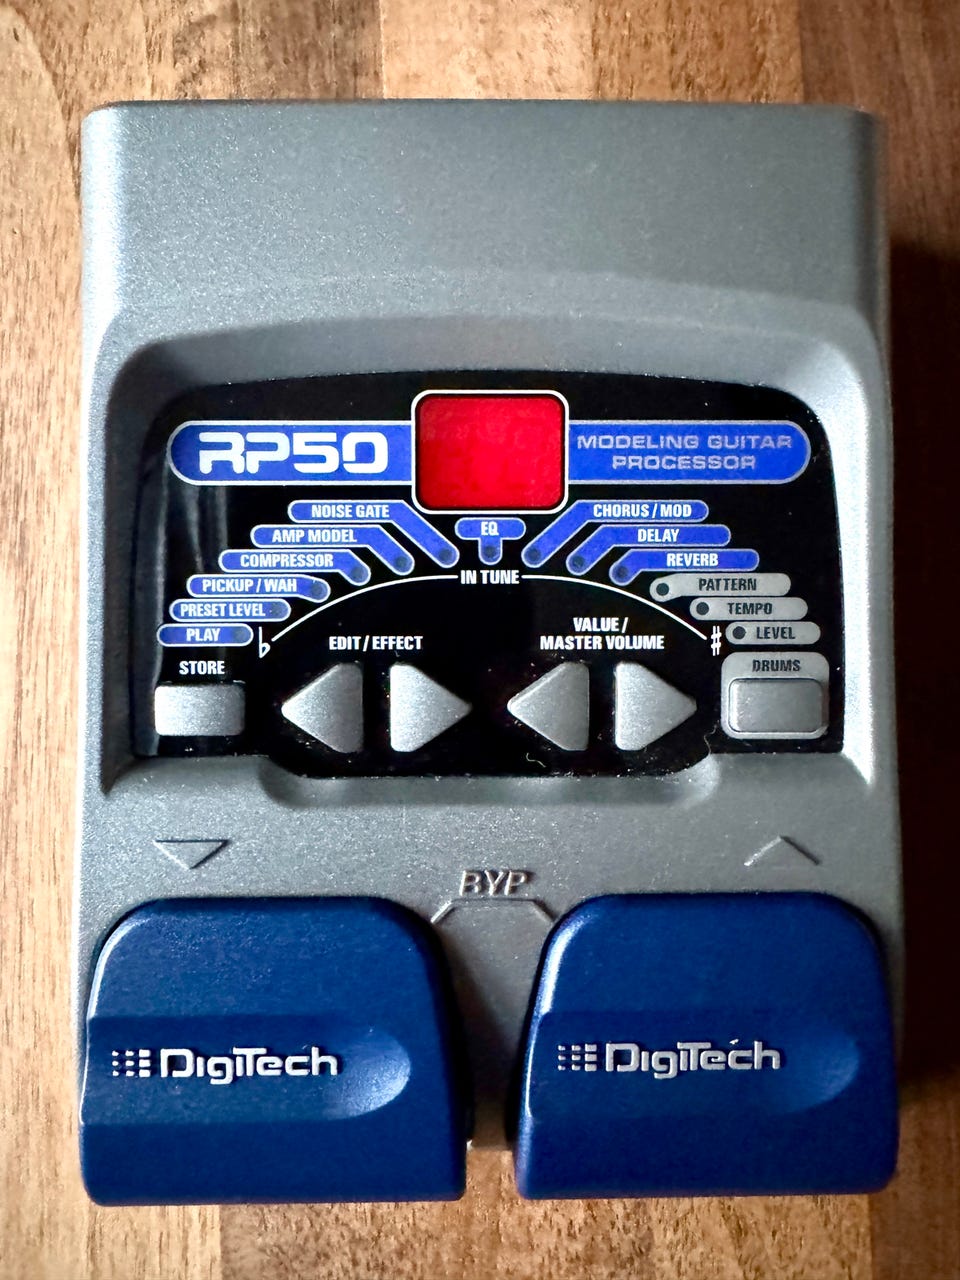 RP50
MODELING GUITAR
PROCESSOR
NOISE GATE
EQ
CHORUS / MOD
AMP MODEL
DELAY
COMPRESSOR
REVERB
IN TUNE
PICKUP / WAH
PATTERN
PRESET LEVEL
TEMPO
PLAY
♭
EDIT / EFFECT
VALUE /
MASTER VOLUME
♯
LEVEL
STORE
DRUMS
BYP
DigiTech
DigiTech